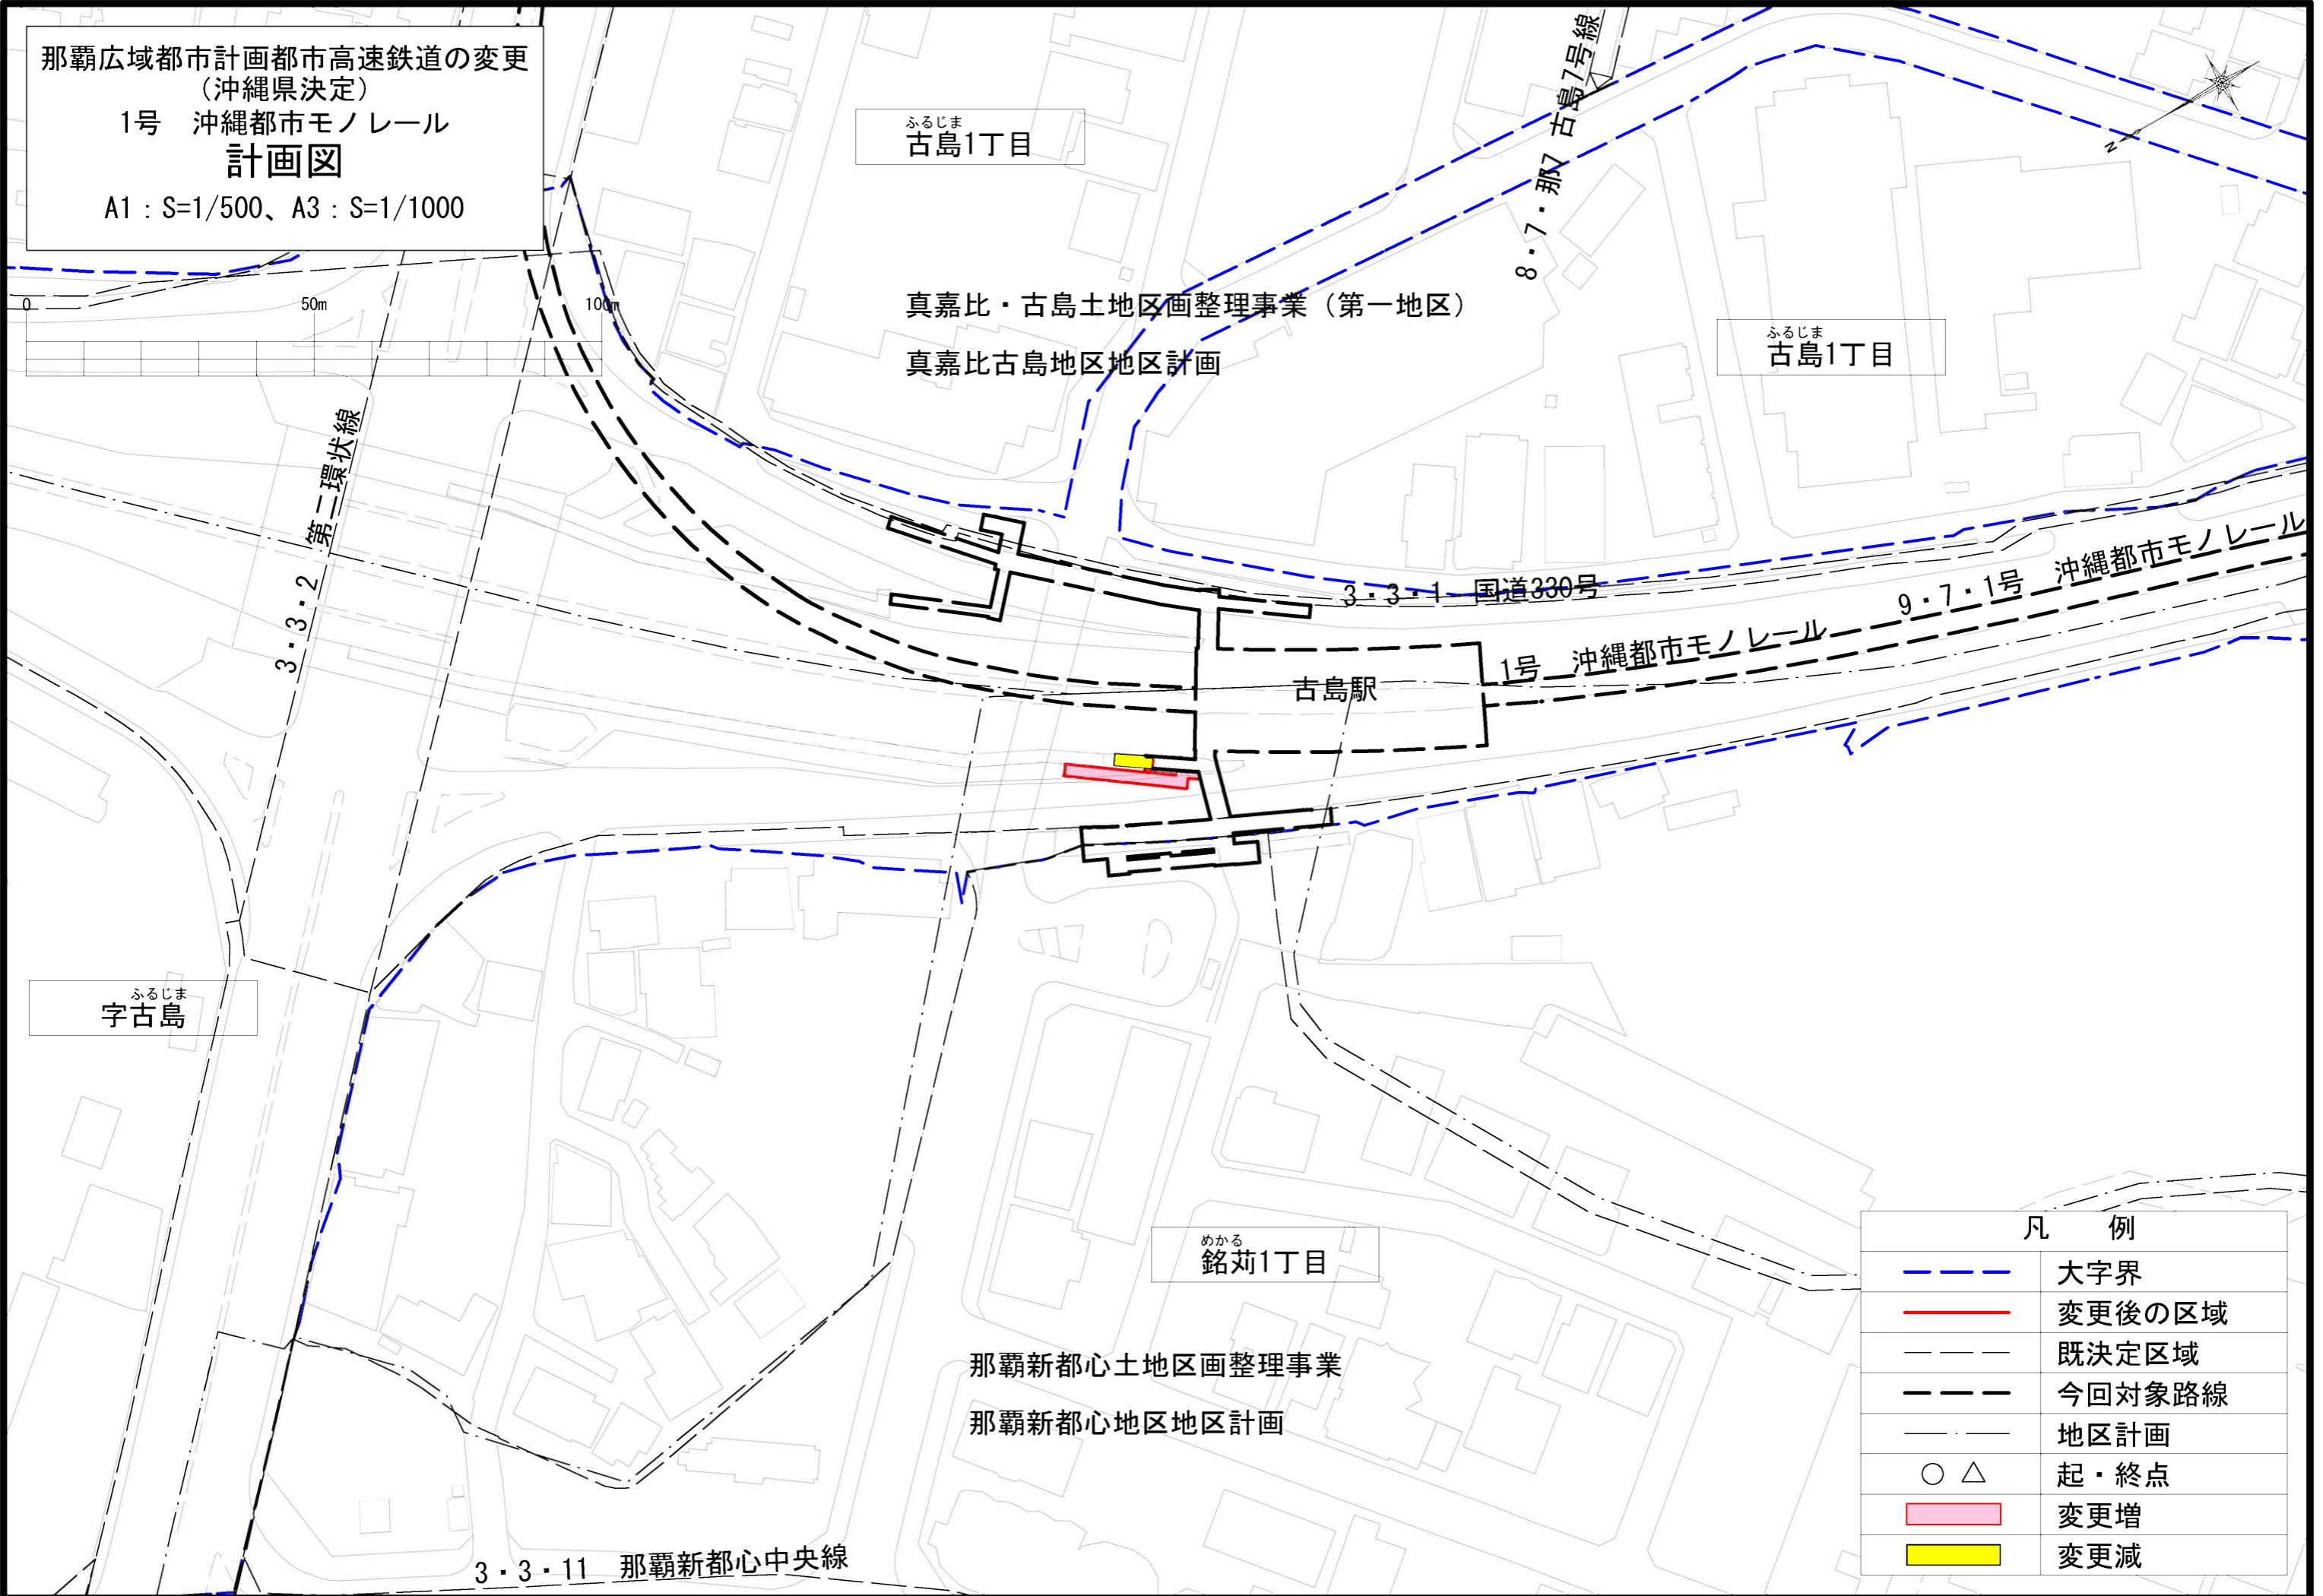 那覇広域都市計画都市高速鉄道の変更
（沖縄県決定）
1号　沖縄都市モノレール
計画図
A1：S=1/500、A3：S=1/1000
0
50m
100m
ふるじま
古島1丁目
8・7・那7 古島7号線
N
真嘉比・古島土地区画整理事業（第一地区）
真嘉比古島地区地区計画
ふるじま
古島1丁目
3・3・2 第二環状線
3・3・1 国道330号
9・7・1号 沖縄都市モノレール
1号 沖縄都市モノレール
古島駅
ふるじま
字古島
めかる
銘苅1丁目
那覇新都心土地区画整理事業
那覇新都心地区地区計画
3・3・11 那覇新都心中央線
凡 例
大字界
変更後の区域
既決定区域
今回対象路線
地区計画
起・終点
変更増
変更減